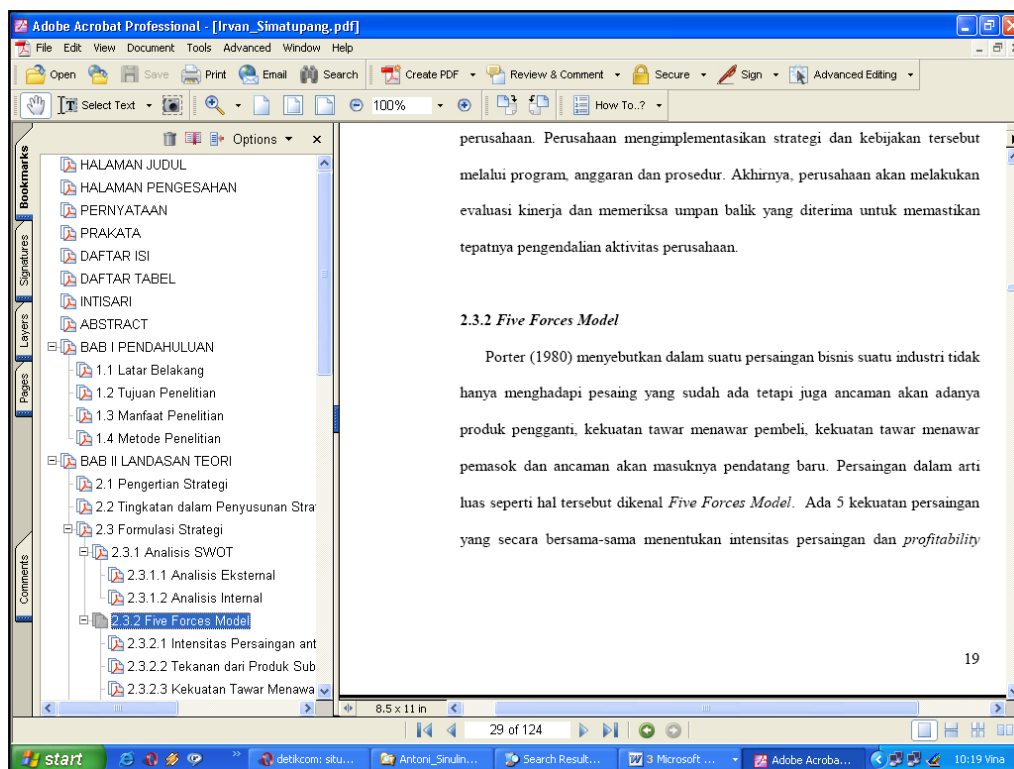 Adobe Acrobat Professional - [Irvan_Simatupang.pdf]
File Edit View Document Tools Advanced Window Help
Open Save Print Email Search Create PDF Review & Comment Secure Sign Advanced Editing
Select Text 100% How To..?
Options
Bookmarks
Signatures
Layers
Pages
Comments
HALAMAN JUDUL
HALAMAN PENGESAHAN
PERNYATAAN
PRAKATA
DAFTAR ISI
DAFTAR TABEL
INTISARI
ABSTRACT
BAB I PENDAHULUAN
1.1 Latar Belakang
1.2 Tujuan Penelitian
1.3 Manfaat Penelitian
1.4 Metode Penelitian
BAB II LANDASAN TEORI
2.1 Pengertian Strategi
2.2 Tingkatan dalam Penyusunan Stra
2.3 Formulasi Strategi
2.3.1 Analisis SWOT
2.3.1.1 Analisis Eksternal
2.3.1.2 Analisis Internal
2.3.2 Five Forces Model
2.3.2.1 Intensitas Persaingan ant
2.3.2.2 Tekanan dari Produk Sub
2.3.2.3 Kekuatan Tawar Menawa
perusahaan. Perusahaan mengimplementasikan strategi dan kebijakan tersebut
melalui program, anggaran dan prosedur. Akhirnya, perusahaan akan melakukan
evaluasi kinerja dan memeriksa umpan balik yang diterima untuk memastikan
tepatnya pengendalian aktivitas perusahaan.
2.3.2 Five Forces Model
Porter (1980) menyebutkan dalam suatu persaingan bisnis suatu industri tidak
hanya menghadapi pesaing yang sudah ada tetapi juga ancaman akan adanya
produk pengganti, kekuatan tawar menawar pembeli, kekuatan tawar menawar
pemasok dan ancaman akan masuknya pendatang baru. Persaingan dalam arti
luas seperti hal tersebut dikenal Five Forces Model. Ada 5 kekuatan persaingan
yang secara bersama-sama menentukan intensitas persaingan dan profitability
19
8.5 x 11 in
29 of 124
start detikcom: situ... Antoni_Sinulin... Search Result... 3 Microsoft ... Adobe Acroba... 10:19 Vina